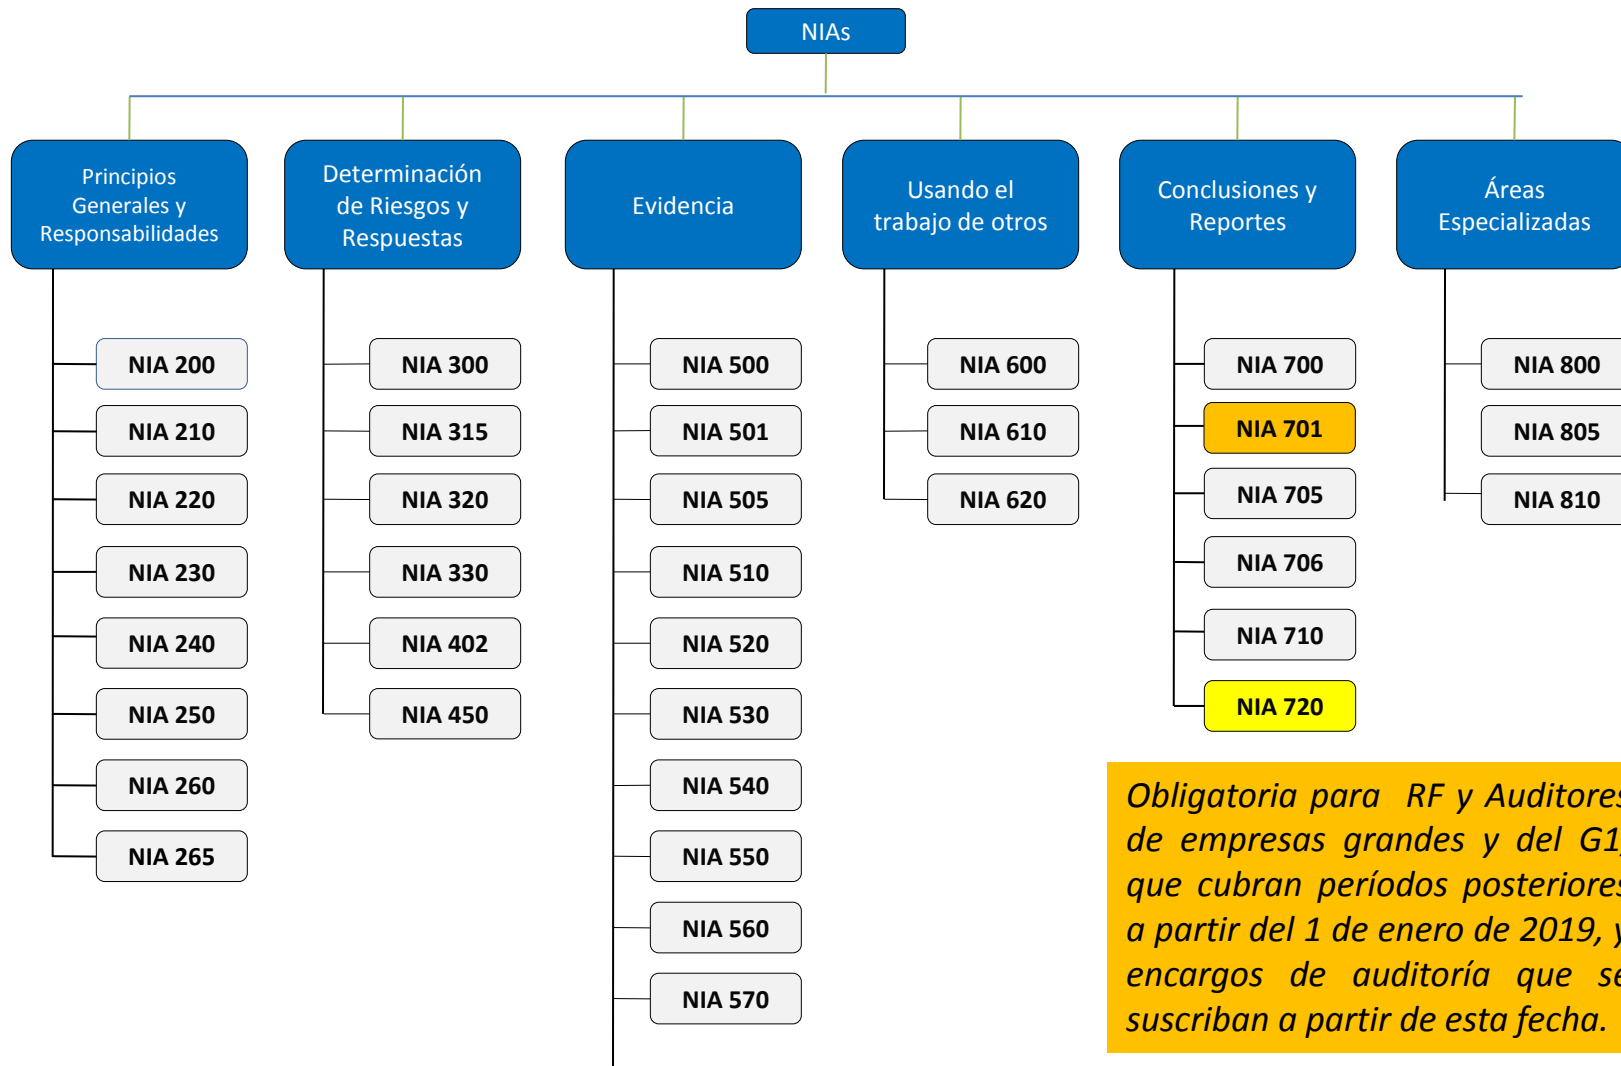 NIAs
Principios
Generales y
Responsabilidades
Determinación
de Riesgos y
Respuestas
Evidencia
Usando el
trabajo de otros
Conclusiones y
Reportes
Áreas
Especializadas
NIA 200
NIA 210
NIA 220
NIA 230
NIA 240
NIA 250
NIA 260
NIA 265
NIA 300
NIA 315
NIA 320
NIA 330
NIA 402
NIA 450
NIA 500
NIA 501
NIA 505
NIA 510
NIA 520
NIA 530
NIA 540
NIA 550
NIA 560
NIA 570
NIA 600
NIA 610
NIA 620
NIA 700
NIA 701
NIA 705
NIA 706
NIA 710
NIA 720
NIA 800
NIA 805
NIA 810
Obligatoria para RF y Auditores
de empresas grandes y del G1,
que cubran períodos posteriores
a partir del 1 de enero de 2019, y
encargos de auditoría que se
suscriban a partir de esta fecha.